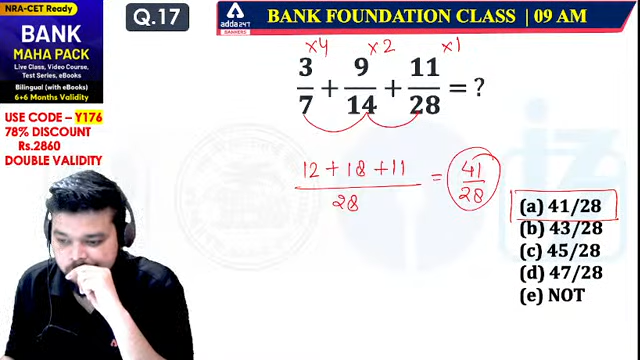 NRA-CET Ready
BANK
MAHA PACK
Live Class, Video Course,
Test Series, eBooks
Bilingual (with eBooks)
6+6 Months Validity
USE CODE – Y176
78% DISCOUNT
Rs.2860
DOUBLE VALIDITY
Q.17
adda247
BANK FOUNDATION CLASS | 09 AM
×4 ×2 ×1
3/7 + 9/14 + 11/28 = ?
12 + 18 + 11 / 28 = 41/28
(a) 41/28
(b) 43/28
(c) 45/28
(d) 47/28
(e) NOT